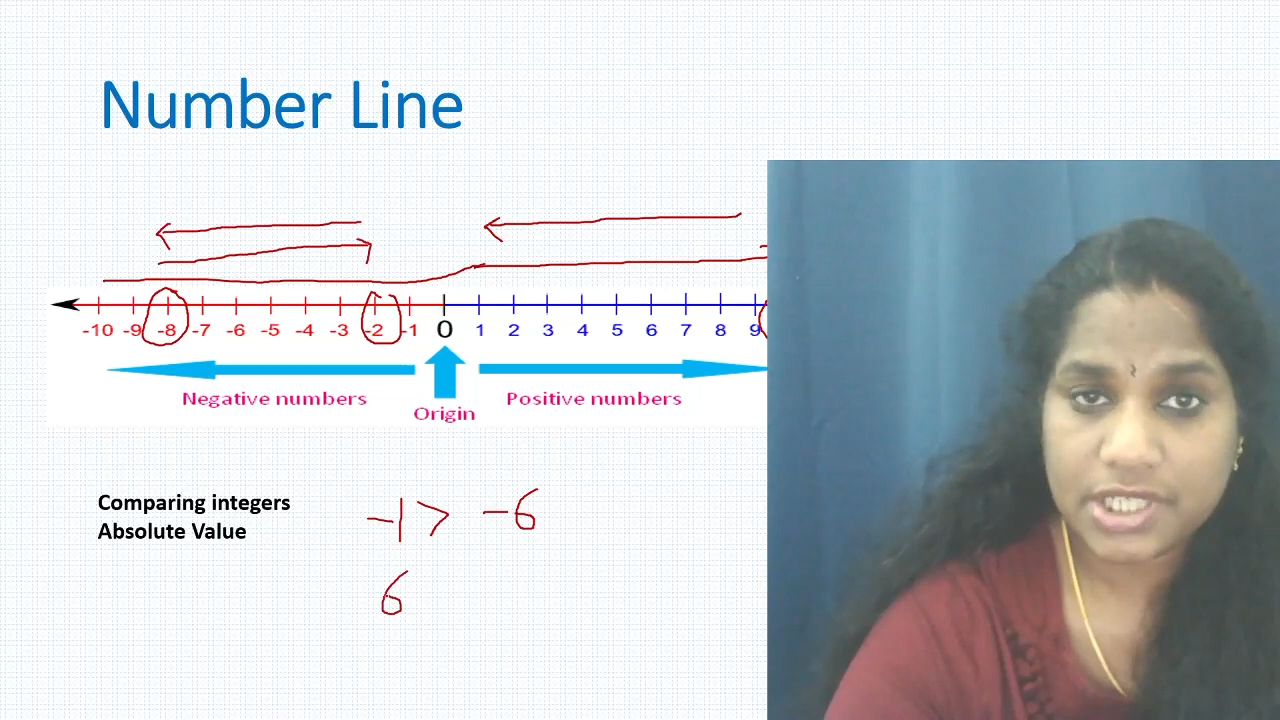 Number Line
-10 -9 -8 -7 -6 -5 -4 -3 -2 -1 0 1 2 3 4 5 6 7 8 9
Negative numbers
Positive numbers
Origin
Comparing integers
Absolute Value
-1 > -6
6